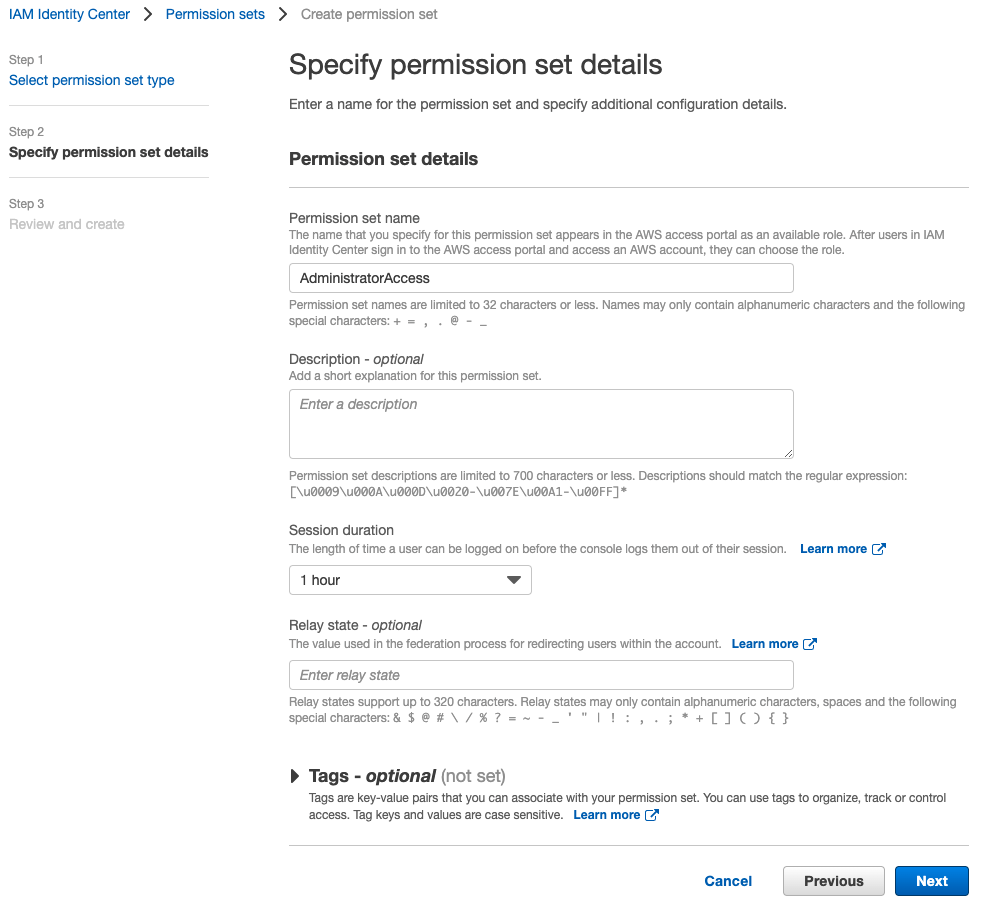 IAM Identity Center > Permission sets > Create permission set
Step 1
Select permission set type
Step 2
Specify permission set details
Step 3
Review and create
Specify permission set details
Enter a name for the permission set and specify additional configuration details.
Permission set details
Permission set name
The name that you specify for this permission set appears in the AWS access portal as an available role. After users in IAM
Identity Center sign in to the AWS access portal and access an AWS account, they can choose the role.
AdministratorAccess
Permission set names are limited to 32 characters or less. Names may only contain alphanumeric characters and the following
special characters: + = , . @ - _
Description - optional
Add a short explanation for this permission set.
Enter a description
Permission set descriptions are limited to 700 characters or less. Descriptions should match the regular expression:
[\u0009\u000A\u000D\u0020-\u007E\u00A1-\u00FF]*
Session duration
The length of time a user can be logged on before the console logs them out of their session. Learn more
1 hour
Relay state - optional
The value used in the federation process for redirecting users within the account. Learn more
Enter relay state
Relay states support up to 320 characters. Relay states may only contain alphanumeric characters, spaces and the following
special characters: & $ @ # \ / % ? = ~ - _ ' " | ! : , . ; * + [ ] ( ) { }
Tags - optional (not set)
Tags are key-value pairs that you can associate with your permission set. You can use tags to organize, track or control
access. Tag keys and values are case sensitive. Learn more
Cancel Previous Next